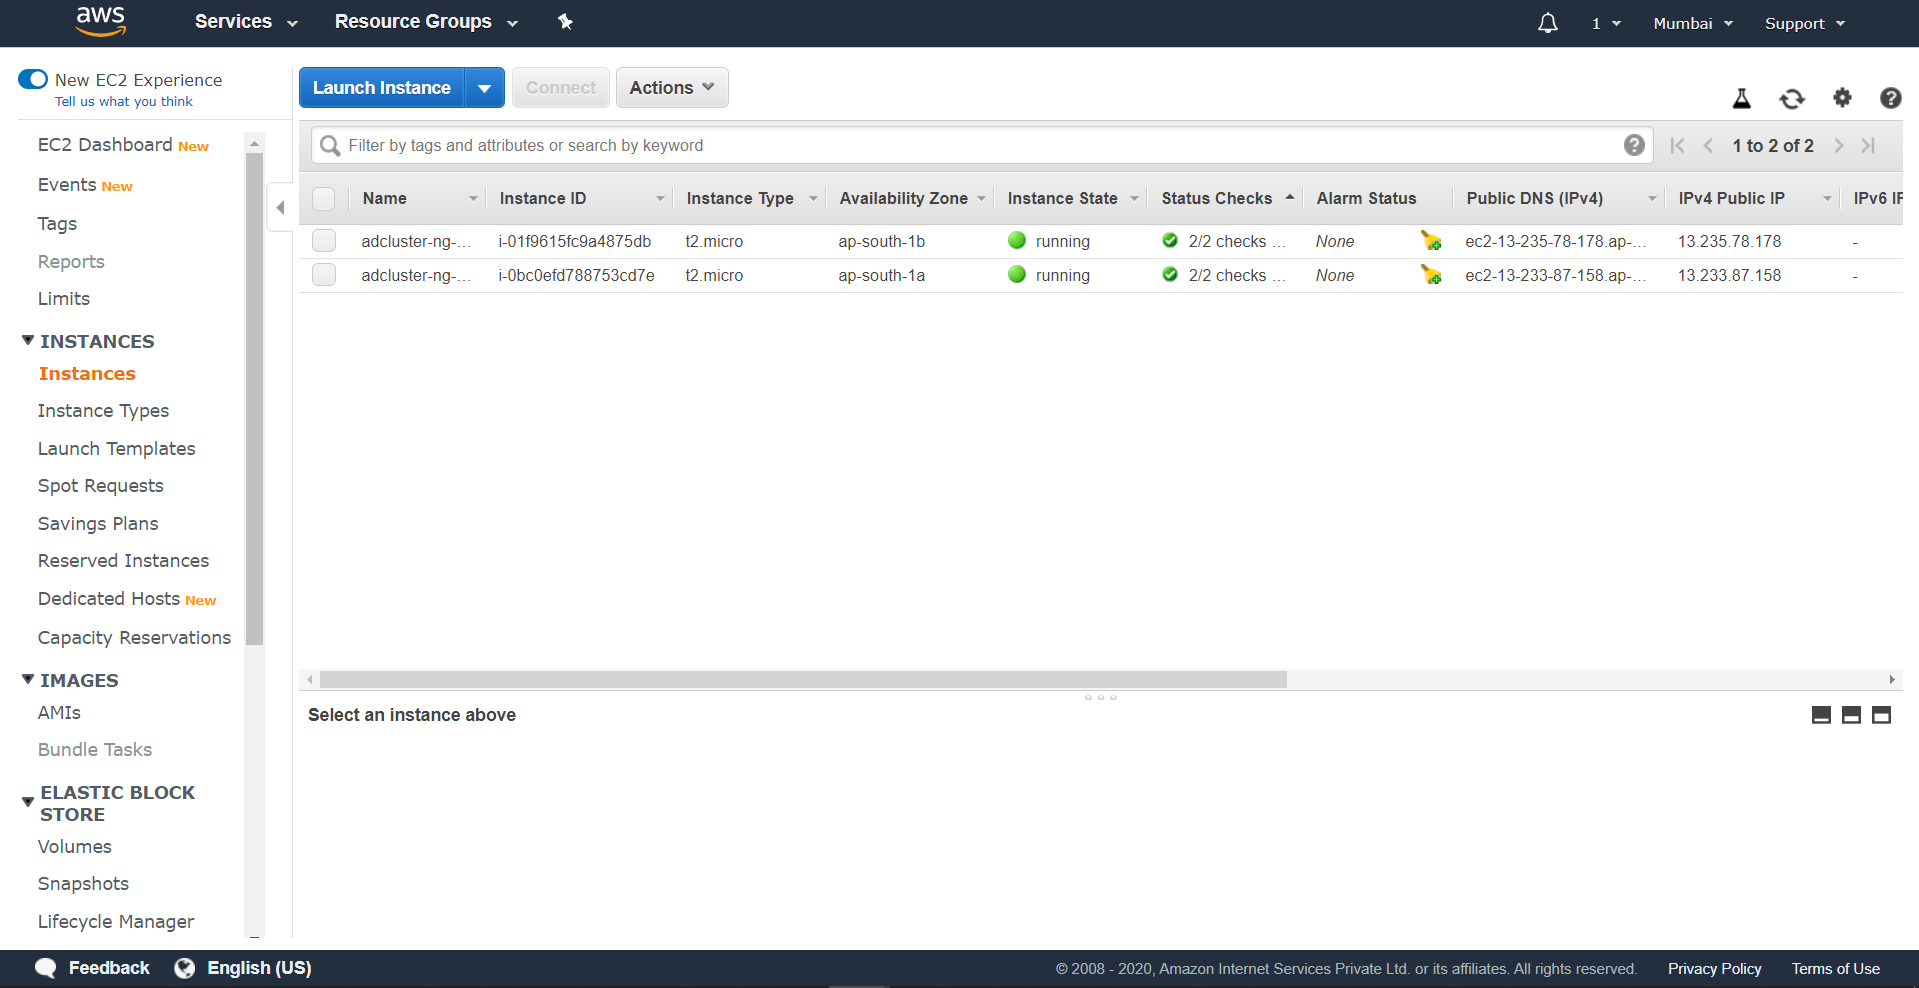 aws Services Resource Groups 1 Mumbai Support
New EC2 Experience
Tell us what you think
EC2 Dashboard New
Events New
Tags
Reports
Limits
INSTANCES
Instances
Instance Types
Launch Templates
Spot Requests
Savings Plans
Reserved Instances
Dedicated Hosts New
Capacity Reservations
IMAGES
AMIs
Bundle Tasks
ELASTIC BLOCK
STORE
Volumes
Snapshots
Lifecycle Manager
Launch Instance Connect Actions
Filter by tags and attributes or search by keyword 1 to 2 of 2
Name Instance ID Instance Type Availability Zone Instance State Status Checks Alarm Status Public DNS (IPv4) IPv4 Public IP IPv6 IP
adcluster-ng-... i-01f9615fc9a4875db t2.micro ap-south-1b running 2/2 checks ... None ec2-13-235-78-178.ap-... 13.235.78.178 -
adcluster-ng-... i-0bc0efd788753cd7e t2.micro ap-south-1a running 2/2 checks ... None ec2-13-233-87-158.ap-... 13.233.87.158 -
Select an instance above
Feedback English (US) © 2008 - 2020, Amazon Internet Services Private Ltd. or its affiliates. All rights reserved. Privacy Policy Terms of Use